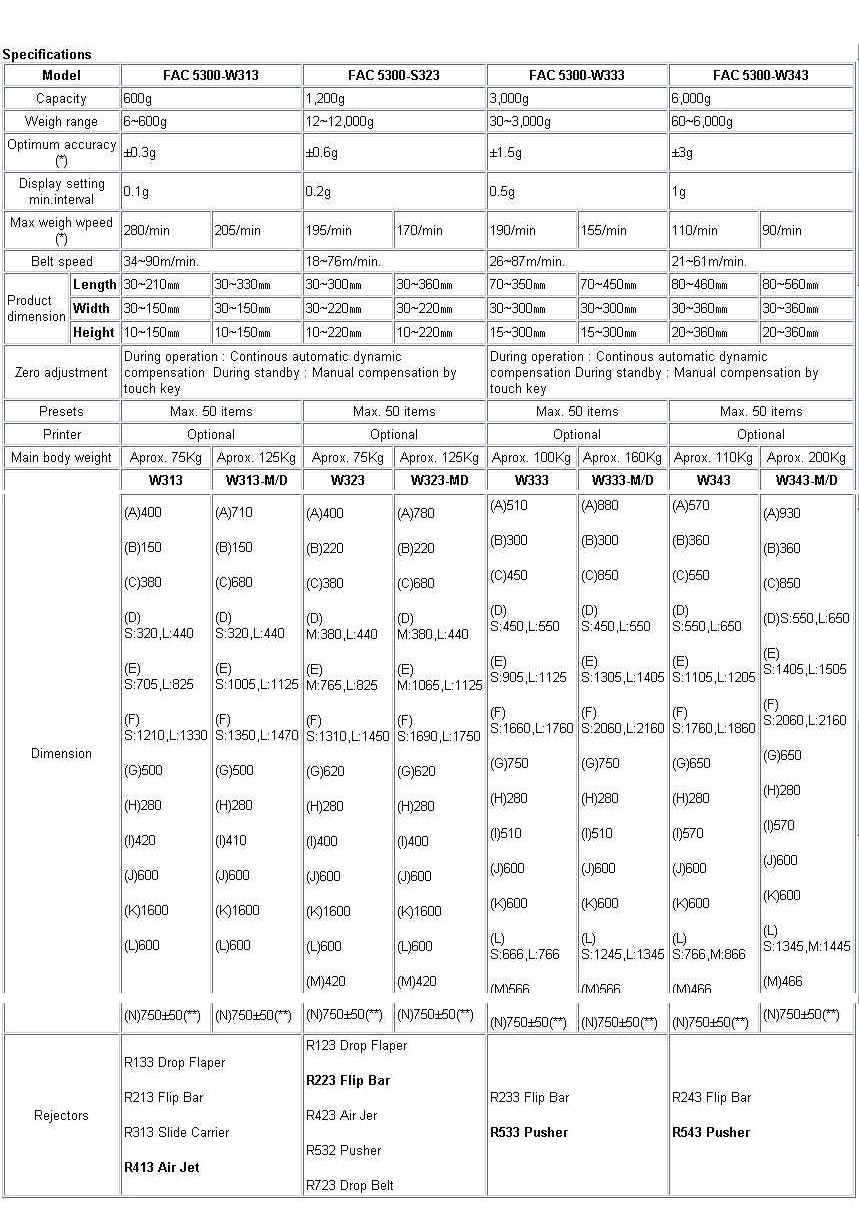 Specifications
Model FAC 5300-W313 FAC 5300-S323 FAC 5300-W333 FAC 5300-W343
Capacity 600g 1,200g 3,000g 6,000g
Weigh range 6~600g 12~12,000g 30~3,000g 60~6,000g
Optimum accuracy (*) ±0.3g ±0.6g ±1.5g ±3g
Display setting min.interval 0.1g 0.2g 0.5g 1g
Max weigh wpeed (*) 280/min 205/min 195/min 170/min 190/min 155/min 110/min 90/min
Belt speed 34~90m/min. 18~76m/min. 26~87m/min. 21~61m/min.
Product dimension
Length 30~210㎜ 30~330㎜ 30~300㎜ 30~360㎜ 70~350㎜ 70~450㎜ 80~460㎜ 80~560㎜
Width 30~150㎜ 30~150㎜ 30~220㎜ 30~220㎜ 30~300㎜ 30~300㎜ 30~360㎜ 30~360㎜
Height 10~150㎜ 10~150㎜ 10~220㎜ 10~220㎜ 15~300㎜ 15~300㎜ 20~360㎜ 20~360㎜
Zero adjustment
During operation : Continous automatic dynamic
compensation During standby : Manual compensation by
touch key
During operation : Continous automatic dynamic
compensation During standby : Manual compensation by
touch key
Presets Max. 50 items Max. 50 items Max. 50 items Max. 50 items
Printer Optional Optional Optional Optional
Main body weight Aprox. 75Kg Aprox. 125Kg Aprox. 75Kg Aprox. 125Kg Aprox. 100Kg Aprox. 160Kg Aprox. 110Kg Aprox. 200Kg
Dimension
W313 W313-M/D W323 W323-MD W333 W333-M/D W343 W343-M/D
(A)400 (A)710 (A)400 (A)780 (A)510 (A)880 (A)570 (A)930
(B)150 (B)150 (B)220 (B)220 (B)300 (B)300 (B)360 (B)360
(C)380 (C)680 (C)380 (C)680 (C)450 (C)850 (C)550 (C)850
(D) (D) (D) (D) (D) (D) (D) (D)S:550,L:650
S:320,L:440 S:320,L:440 M:380,L:440 M:380,L:440 S:450,L:550 S:450,L:550 S:550,L:650
(E) (E) (E) (E) (E) (E) (E) (E)
S:705,L:825 S:1005,L:1125 M:765,L:825 M:1065,L:1125 S:905,L:1125 S:1305,L:1405 S:1105,L:1205 S:1405,L:1505
(F) (F) (F) (F) (F) (F) (F) (F)
S:1210,L:1330 S:1350,L:1470 S:1310,L:1450 S:1690,L:1750 S:1660,L:1760 S:2060,L:2160 S:1760,L:1860 S:2060,L:2160
(G)500 (G)500 (G)620 (G)620 (G)750 (G)750 (G)650 (G)650
(H)280 (H)280 (H)280 (H)280 (H)280 (H)280 (H)280 (H)280
(I)420 (I)410 (I)400 (I)400 (I)510 (I)510 (I)570 (I)570
(J)600 (J)600 (J)600 (J)600 (J)600 (J)600 (J)600 (J)600
(K)1600 (K)1600 (K)1600 (K)1600 (K)600 (K)600 (K)600 (K)600
(L)600 (L)600 (L)600 (L)600 (L) (L) (L) (L)
S:666,L:766 S:1245,L:1345 S:766,M:866 S:1345,M:1445
(M)420 (M)420 (M)566 (M)566 (M)466 (M)466
(N)750±50(**) (N)750±50(**) (N)750±50(**) (N)750±50(**) (N)750±50(**) (N)750±50(**) (N)750±50(**) (N)750±50(**)
Rejectors
R133 Drop Flaper
R213 Flip Bar
R313 Slide Carrier
R413 Air Jet
R123 Drop Flaper
R223 Flip Bar
R423 Air Jer
R532 Pusher
R723 Drop Belt
R233 Flip Bar
R533 Pusher
R243 Flip Bar
R543 Pusher